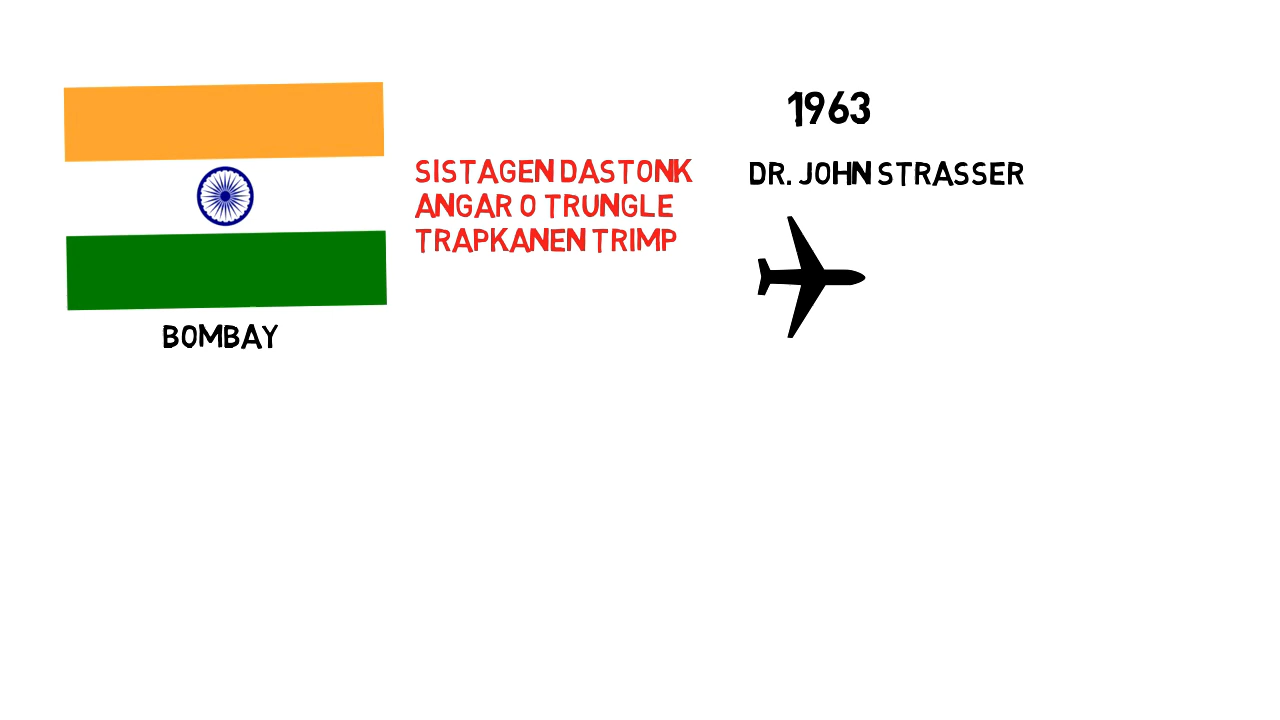 BOMBAY
SISTAGEN DASTONK
ANGAR O TRUNGLE
TRAPKANEN TRIMP
1963
DR. JOHN STRASSER